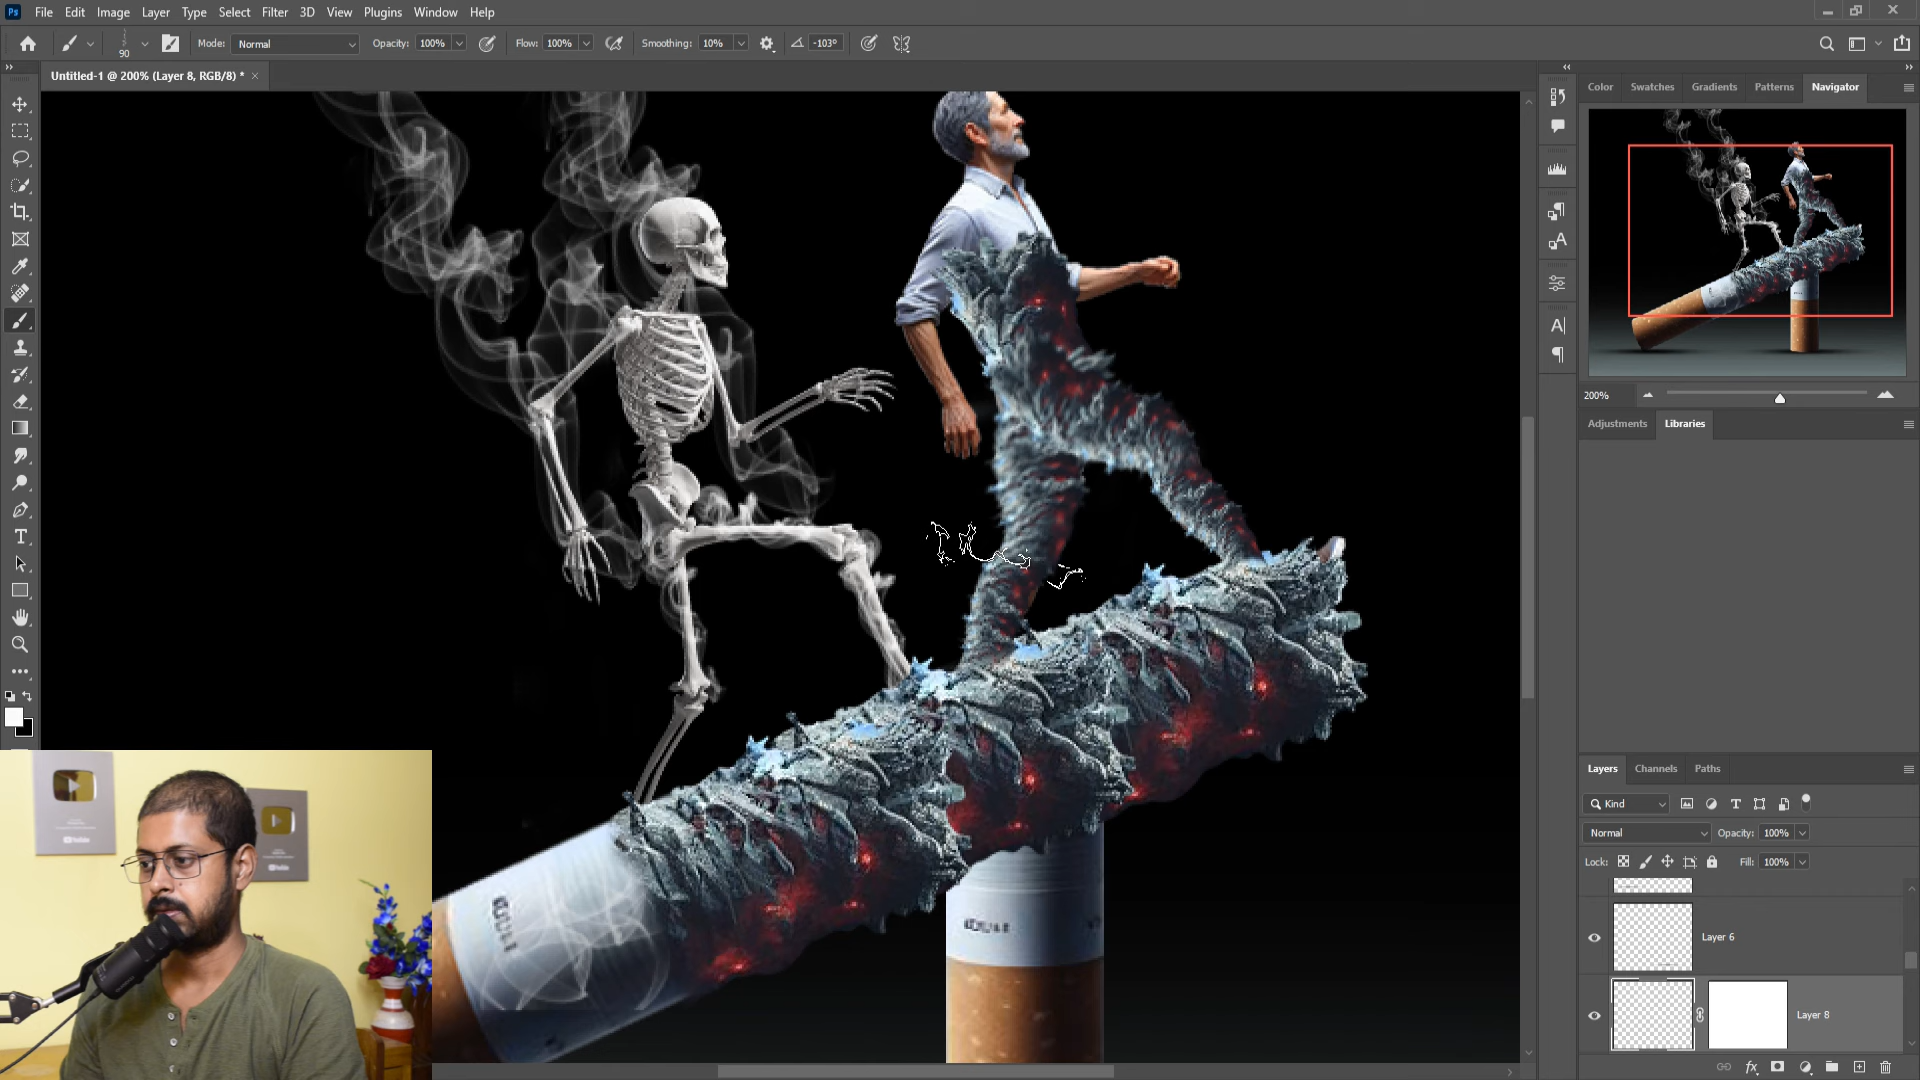 Ps File Edit Image Layer Type Select Filter 3D View Plugins Window Help
90 Mode: Normal Opacity: 100% Flow: 100% Smoothing: 10% -103°
Untitled-1 @ 200% (Layer 8, RGB/8) *
Color Swatches Gradients Patterns Navigator
200%
Adjustments Libraries
Layers Channels Paths
Kind
Normal Opacity: 100%
Lock: Fill: 100%
Layer 6
Layer 8